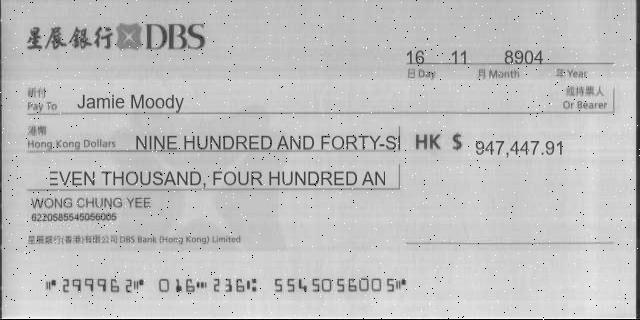 星展銀行 DBS
16 11 8904
日 Day 月 Month 年 Year
祈付
Pay To Jamie Moody
或持票人
Or Bearer
港幣
Hong Kong Dollars NINE HUNDRED AND FORTY-S HK $ 947,447.91
EVEN THOUSAND, FOUR HUNDRED AN
WONG CHUNG YEE
6220585545056005
星展銀行(香港)有限公司 DBS Bank (Hong Kong) Limited
⑈299962⑈ 016⑉236⑆ 5545056005⑈